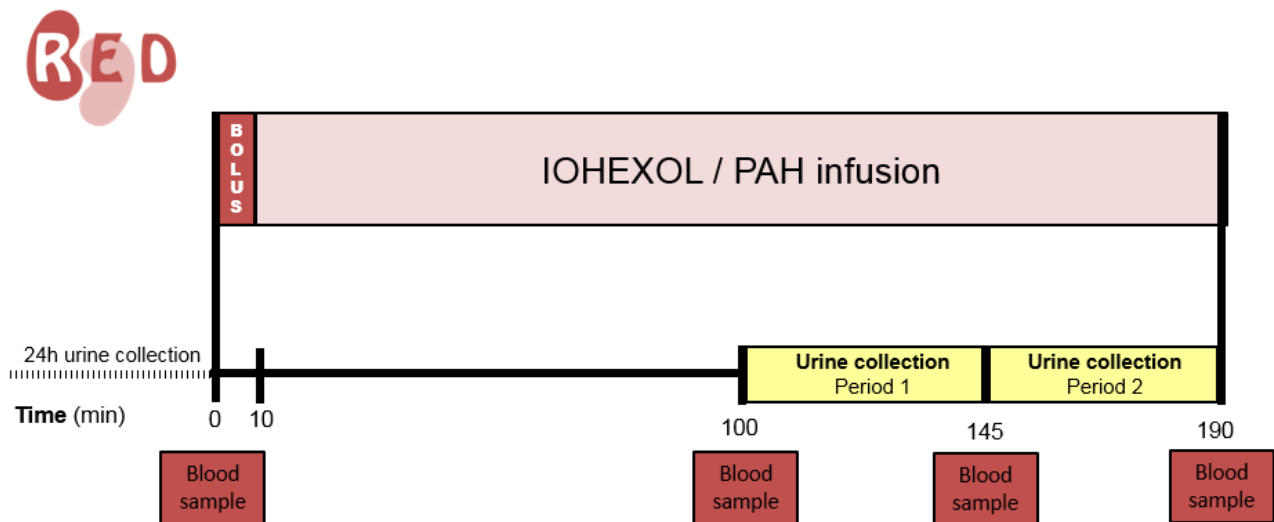 RED
BOLUS
IOHEXOL / PAH infusion
24h urine collection
Urine collection
Period 1
Urine collection
Period 2
Time (min)
0
10
100
145
190
Blood
sample
Blood
sample
Blood
sample
Blood
sample